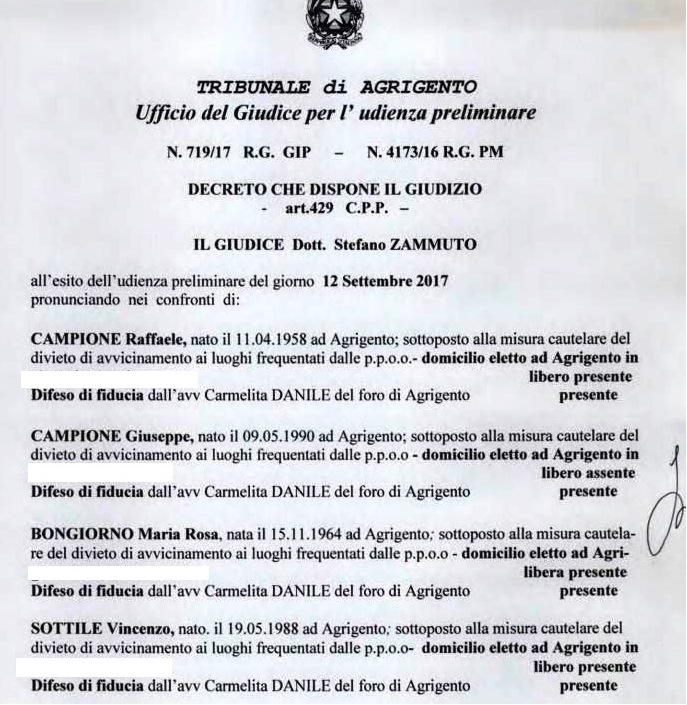 TRIBUNALE di AGRIGENTO
Ufficio del Giudice per l' udienza preliminare
N. 719/17 R.G. GIP – N. 4173/16 R.G. PM
DECRETO CHE DISPONE IL GIUDIZIO
- art.429 C.P.P. –
IL GIUDICE Dott. Stefano ZAMMUTO
all'esito dell'udienza preliminare del giorno 12 Settembre 2017
pronunciando nei confronti di:
CAMPIONE Raffaele, nato il 11.04.1958 ad Agrigento; sottoposto alla misura cautelare del
divieto di avvicinamento ai luoghi frequentati dalle p.p.o.o.- domicilio eletto ad Agrigento in
libero presente
Difeso di fiducia dall'avv Carmelita DANILE del foro di Agrigento presente
CAMPIONE Giuseppe, nato il 09.05.1990 ad Agrigento; sottoposto alla misura cautelare del
divieto di avvicinamento ai luoghi frequentati dalle p.p.o.o - domicilio eletto ad Agrigento in
libero assente
Difeso di fiducia dall'avv Carmelita DANILE del foro di Agrigento presente
BONGIORNO Maria Rosa, nata il 15.11.1964 ad Agrigento; sottoposto alla misura cautela-
re del divieto di avvicinamento ai luoghi frequentati dalle p.p.o.o - domicilio eletto ad Agri-
libera presente
Difeso di fiducia dall'avv Carmelita DANILE del foro di Agrigento presente
SOTTILE Vincenzo, nato. il 19.05.1988 ad Agrigento; sottoposto alla misura cautelare del
divieto di avvicinamento ai luoghi frequentati dalle p.p.o.o- domicilio eletto ad Agrigento in
libero presente
Difeso di fiducia dall'avv Carmelita DANILE del foro di Agrigento presente